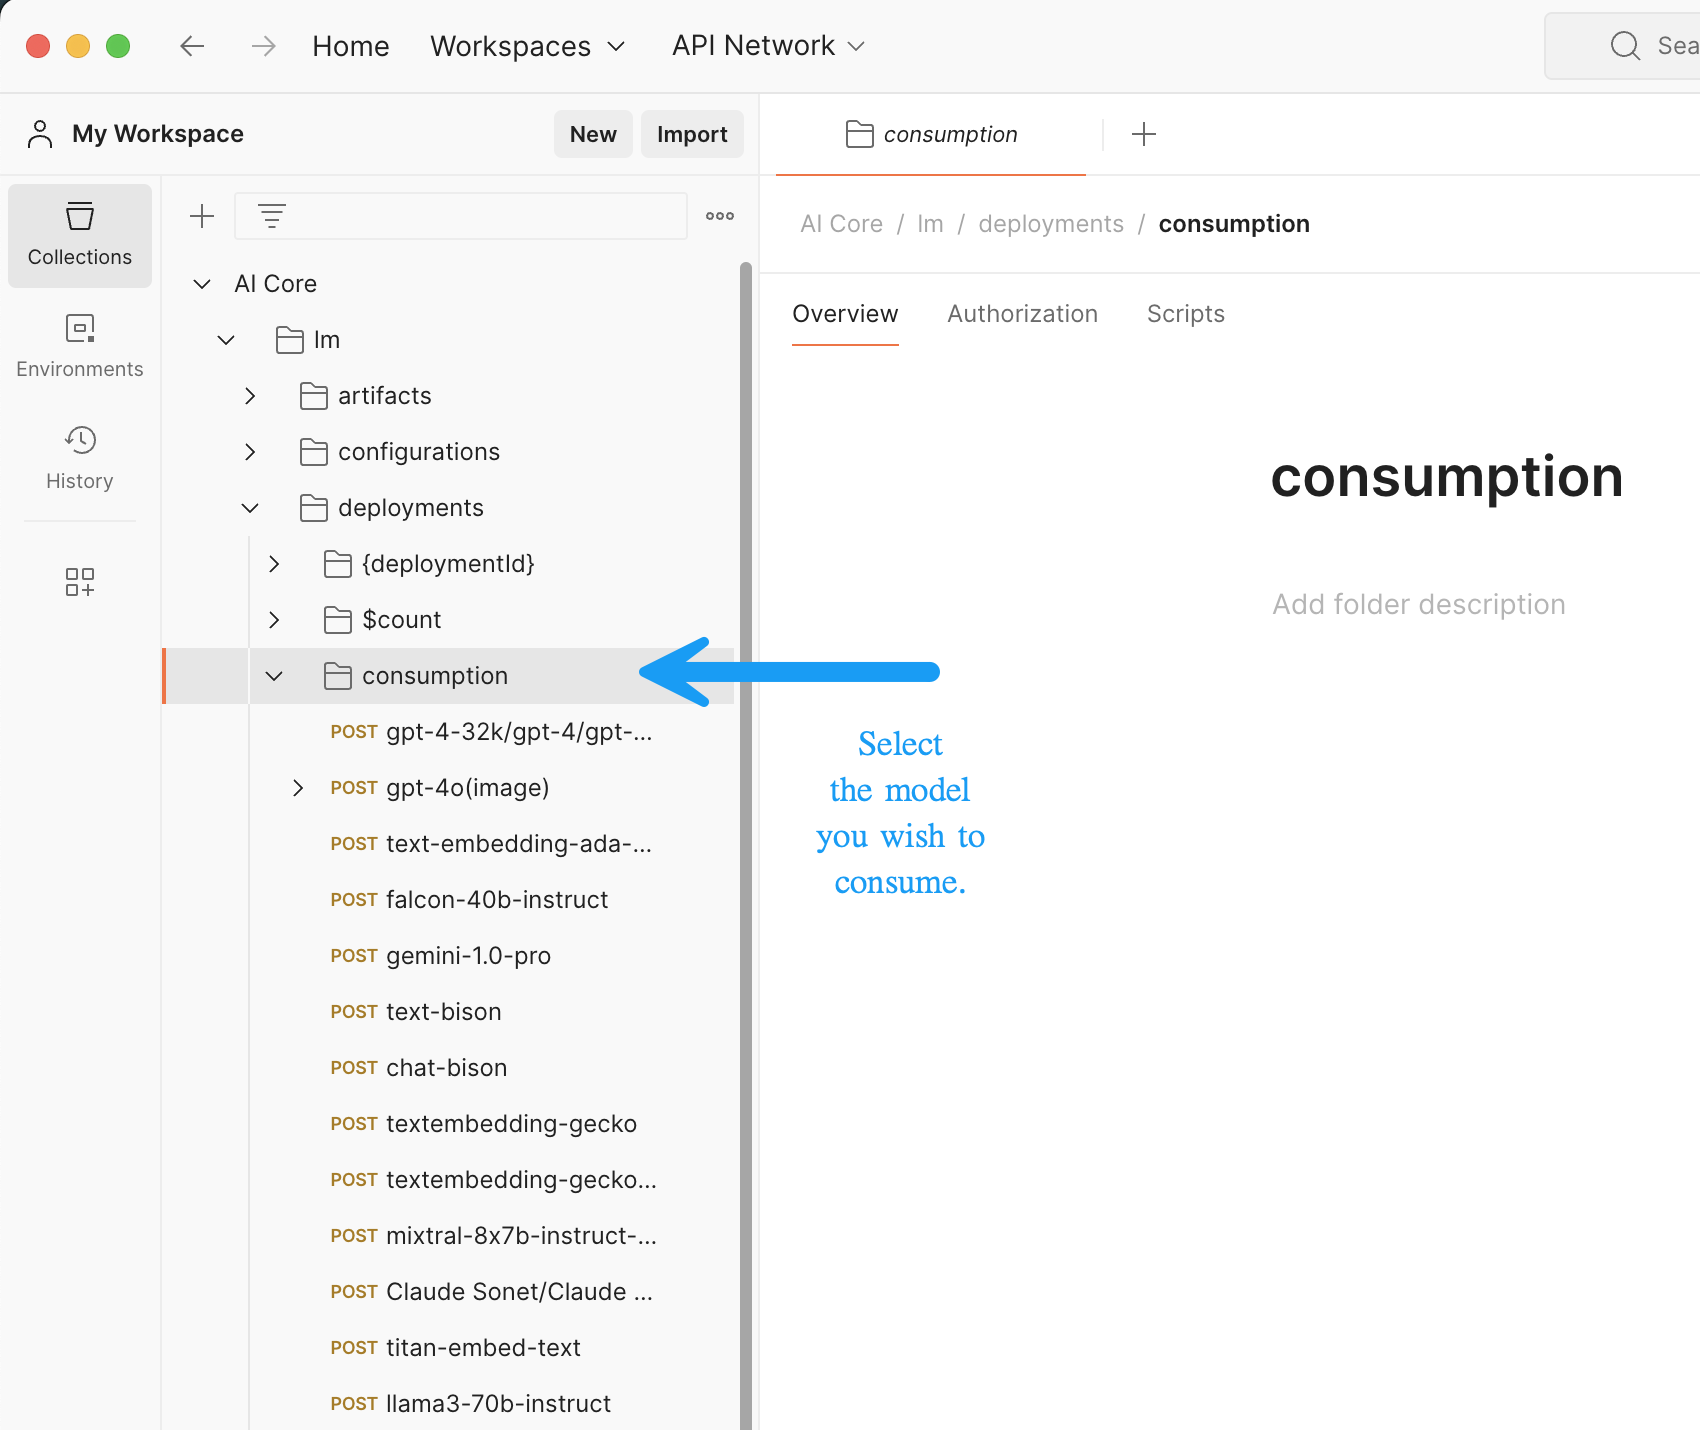 Home Workspaces API Network Sea
My Workspace New Import
Collections
Environments
History
AI Core
lm
artifacts
configurations
deployments
{deploymentId}
$count
consumption
POST gpt-4-32k/gpt-4/gpt-...
POST gpt-4o(image)
POST text-embedding-ada-...
POST falcon-40b-instruct
POST gemini-1.0-pro
POST text-bison
POST chat-bison
POST textembedding-gecko
POST textembedding-gecko...
POST mixtral-8x7b-instruct-...
POST Claude Sonet/Claude ...
POST titan-embed-text
POST llama3-70b-instruct
consumption
AI Core / lm / deployments / consumption
Overview Authorization Scripts
consumption
Add folder description
Select
the model
you wish to
consume.